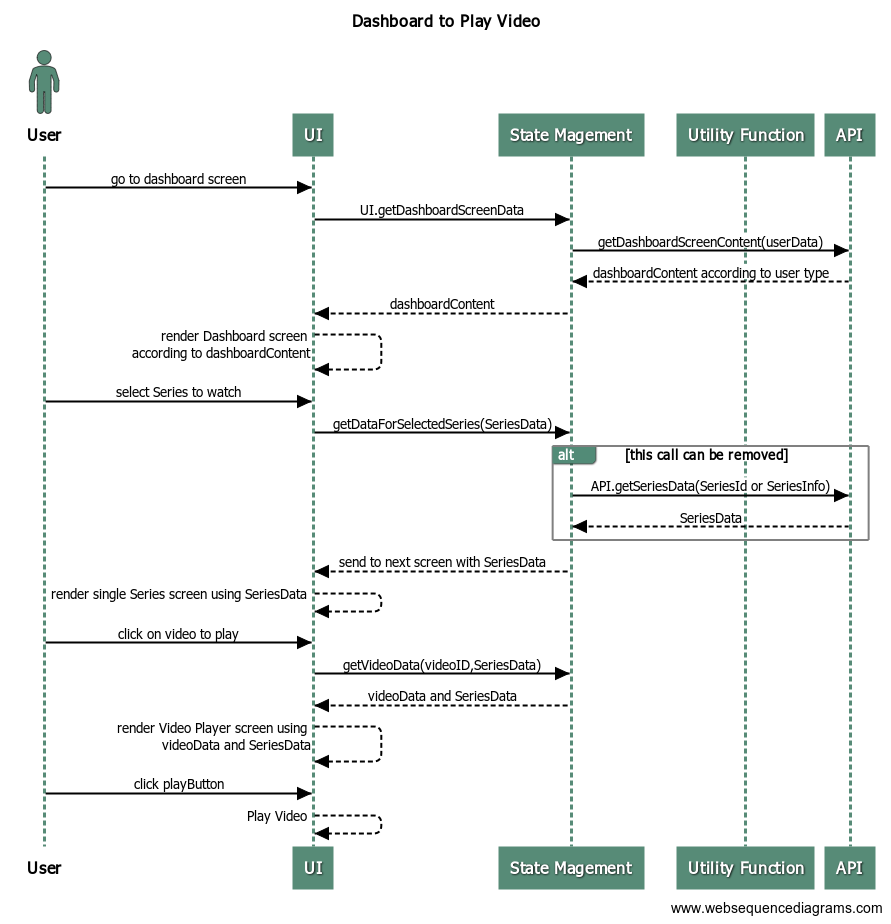 Dashboard to Play Video
User
UI
State Magement
Utility Function
API
go to dashboard screen
UI.getDashboardScreenData
getDashboardScreenContent(userData)
dashboardContent according to user type
dashboardContent
render Dashboard screen
according to dashboardContent
select Series to watch
getDataForSelectedSeries(SeriesData)
alt
[this call can be removed]
API.getSeriesData(SeriesId or SeriesInfo)
SeriesData
send to next screen with SeriesData
render single Series screen using SeriesData
click on video to play
getVideoData(videoID,SeriesData)
videoData and SeriesData
render Video Player screen using
videoData and SeriesData
click playButton
Play Video
User
UI
State Magement
Utility Function
API
www.websequencediagrams.com